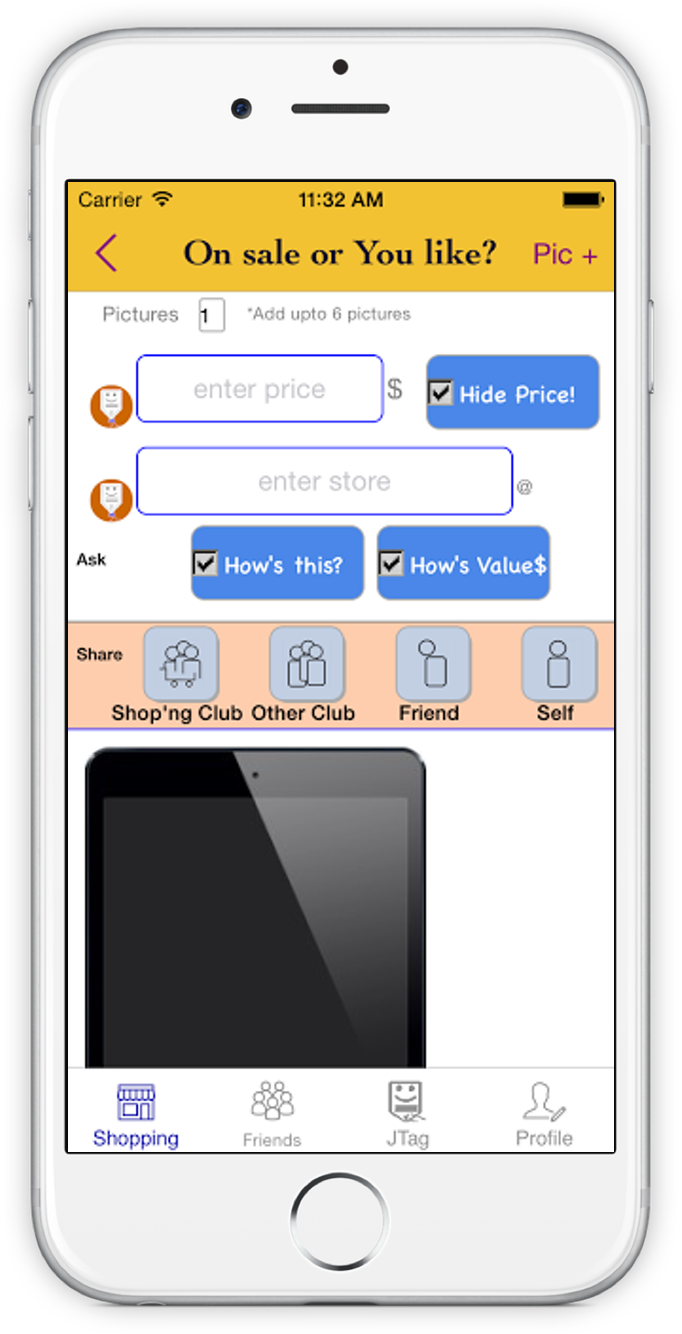 Carrier 11:32 AM
On sale or You like? Pic +
Pictures 1 *Add upto 6 pictures
enter price $ Hide Price!
enter store @
Ask How's this? How's Value$
Share
Shop'ng Club Other Club Friend Self
Shopping Friends JTag Profile